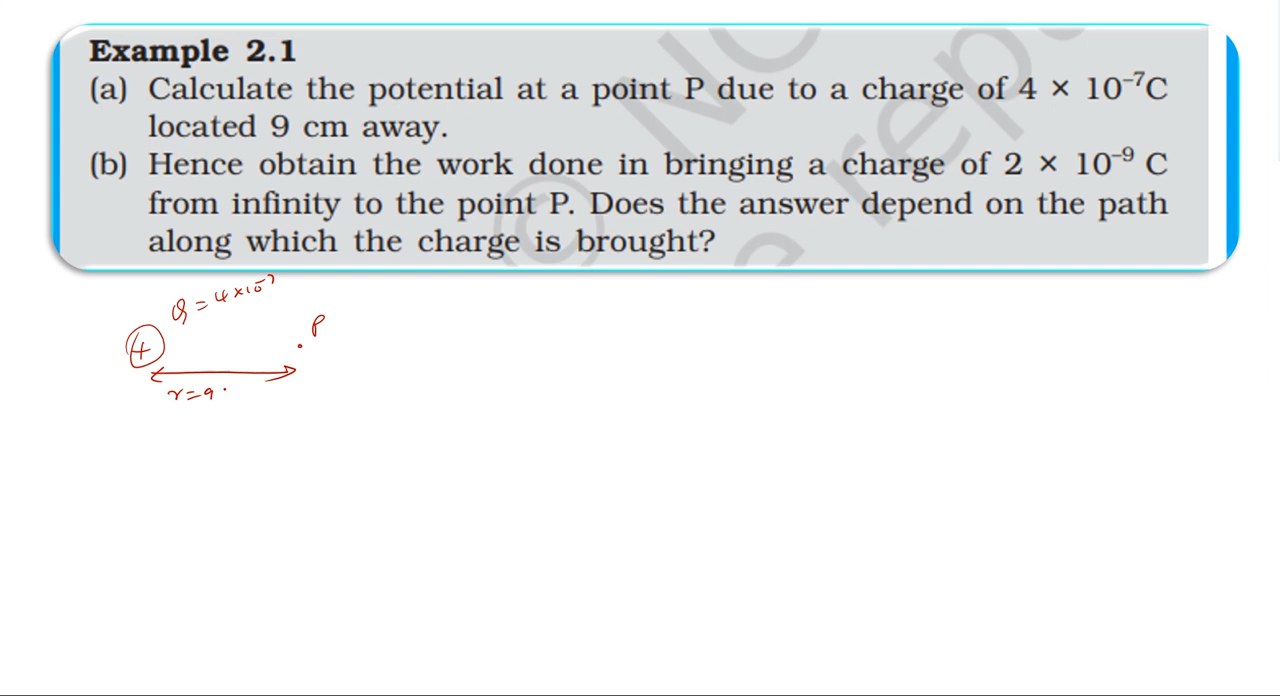 Example 2.1
(a) Calculate the potential at a point P due to a charge of 4 × 10⁻⁷C
located 9 cm away.
(b) Hence obtain the work done in bringing a charge of 2 × 10⁻⁹ C
from infinity to the point P. Does the answer depend on the path
along which the charge is brought?
Q = 4×10⁻⁷
+
P
r=9